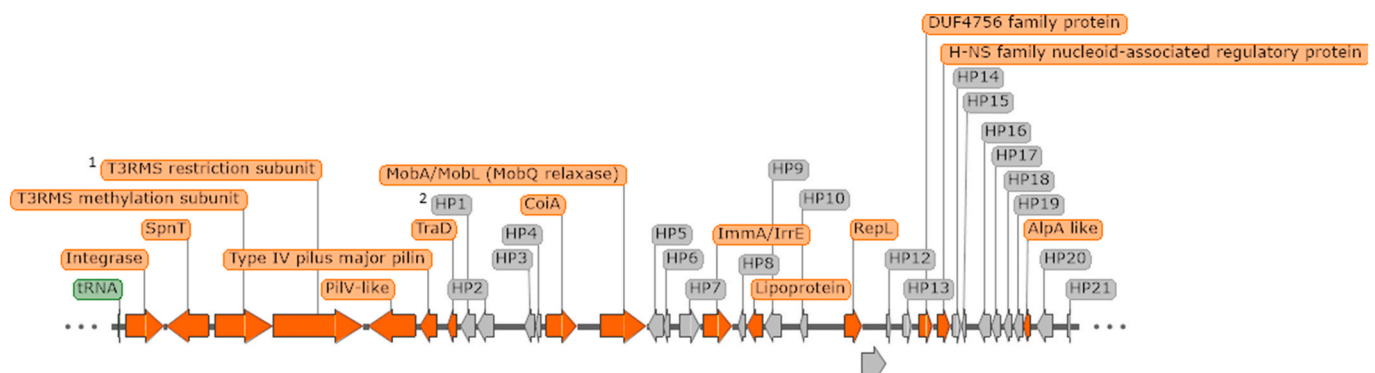 DUF4756 family protein
H-NS family nucleoid-associated regulatory protein
HP14
HP15
HP16
HP17
HP18
HP19
AlpA like
HP20
HP21
1 T3RMS restriction subunit
MobA/MobL (MobQ relaxase)
HP9
T3RMS methylation subunit
2 HP1
CoiA
HP10
SpnT
TraD
HP4
HP5
ImmA/IrrE
RepL
Integrase
Type IV pilus major pilin
HP3
HP6
HP8
HP12
tRNA
PilV-like
HP2
HP7
Lipoprotein
HP13